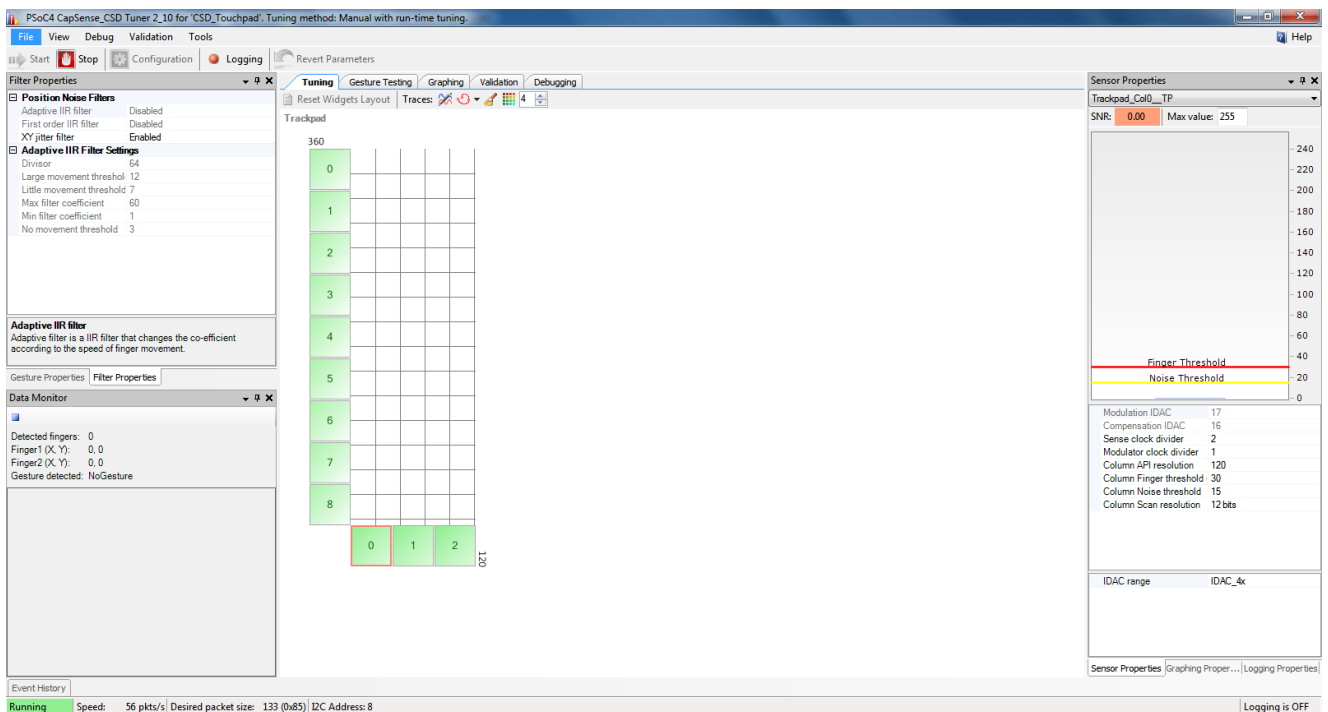 PSoC4 CapSense_CSD Tuner 2_10 for 'CSD_Touchpad'. Tuning method: Manual with run-time tuning.
File View Debug Validation Tools Help
Start Stop Configuration Logging Revert Parameters
Filter Properties
Position Noise Filters
Adaptive IIR filter Disabled
First order IIR filter Disabled
XY jitter filter Enabled
Adaptive IIR Filter Settings
Divisor 64
Large movement threshol 12
Little movement threshold 7
Max filter coefficient 60
Min filter coefficient 1
No movement threshold 3
Adaptive IIR filter
Adaptive filter is a IIR filter that changes the co-efficient
according to the speed of finger movement.
Gesture Properties Filter Properties
Data Monitor
Detected fingers: 0
Finger1 (X, Y): 0, 0
Finger2 (X, Y): 0, 0
Gesture detected: NoGesture
Tuning Gesture Testing Graphing Validation Debugging
Reset Widgets Layout Traces: 4
Trackpad
360
0
1
2
3
4
5
6
7
8
0 1 2
120
Sensor Properties
Trackpad_Col0__TP
SNR: 0.00 Max value: 255
240
220
200
180
160
140
120
100
80
60
40
Finger Threshold
Noise Threshold 20
0
Modulation IDAC 17
Compensation IDAC 16
Sense clock divider 2
Modulator clock divider 1
Column API resolution 120
Column Finger threshold 30
Column Noise threshold 15
Column Scan resolution 12 bits
IDAC range IDAC_4x
Sensor Properties Graphing Proper... Logging Properties
Event History
Running Speed: 56 pkts/s Desired packet size: 133 (0x85) I2C Address: 8 Logging is OFF